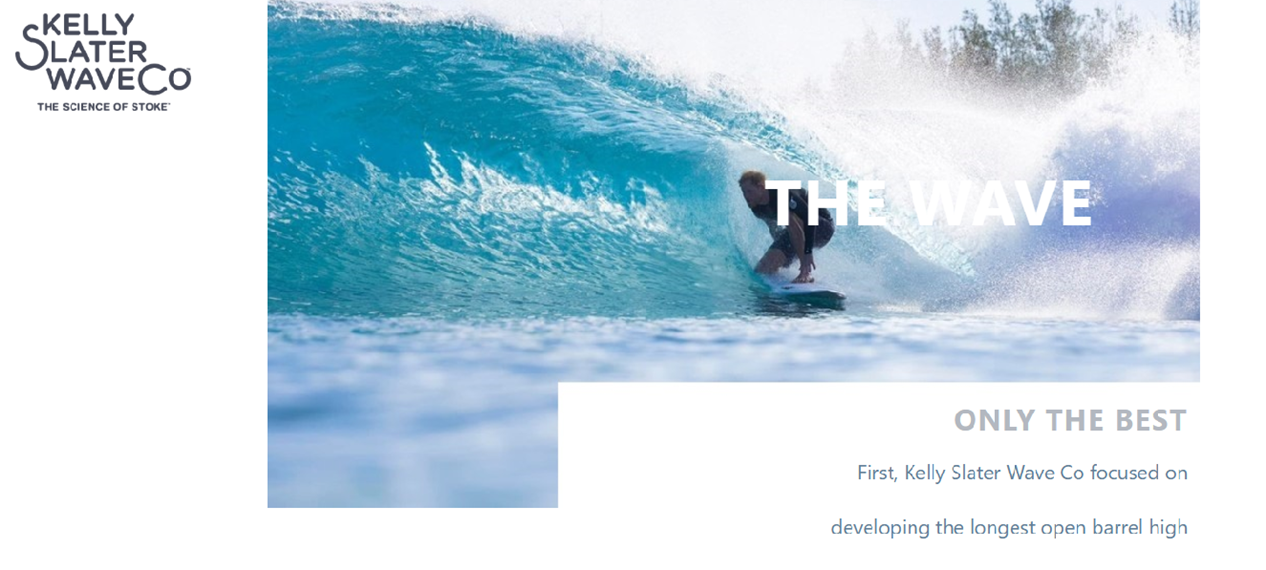 KELLY
SLATER
WAVE CO
THE SCIENCE OF STOKE™
THE WAVE
ONLY THE BEST
First, Kelly Slater Wave Co focused on
developing the longest open barrel high